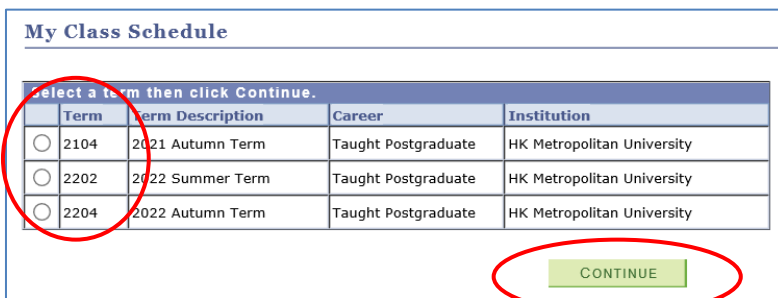 My Class Schedule
Select a term then click Continue.
Term Term Description Career Institution
2104 2021 Autumn Term Taught Postgraduate HK Metropolitan University
2202 2022 Summer Term Taught Postgraduate HK Metropolitan University
2204 2022 Autumn Term Taught Postgraduate HK Metropolitan University
CONTINUE